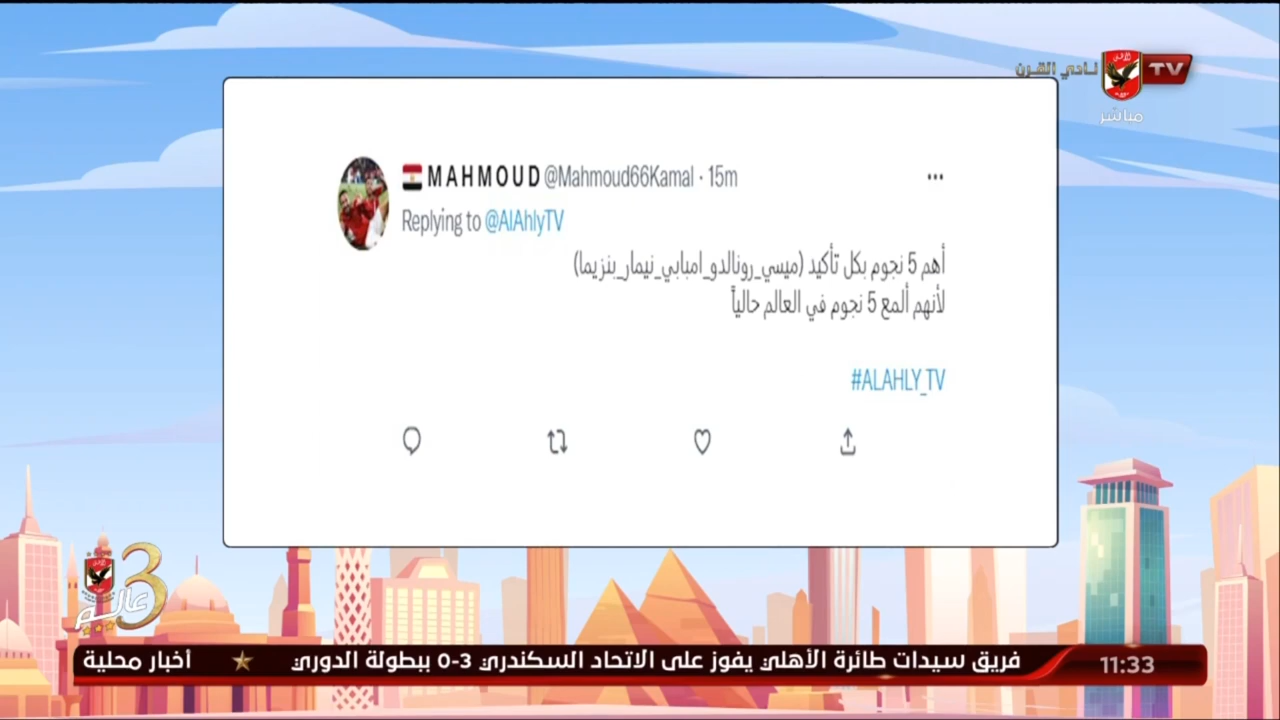 نادي القرن
TV
مباشر
MAHMOUD @Mahmoud66Kamal · 15m
Replying to @AlAhlyTV
أهم 5 نجوم بكل تأكيد (ميسي_رونالدو_امبابي_نيمار_بنزيما)
لأنهم ألمع 5 نجوم في العالم حالياً
#ALAHLY_TV
3
عالم
11:33
فريق سيدات طائرة الأهلي يفوز على الاتحاد السكندري 3-0 ببطولة الدوري
أخبار محلية